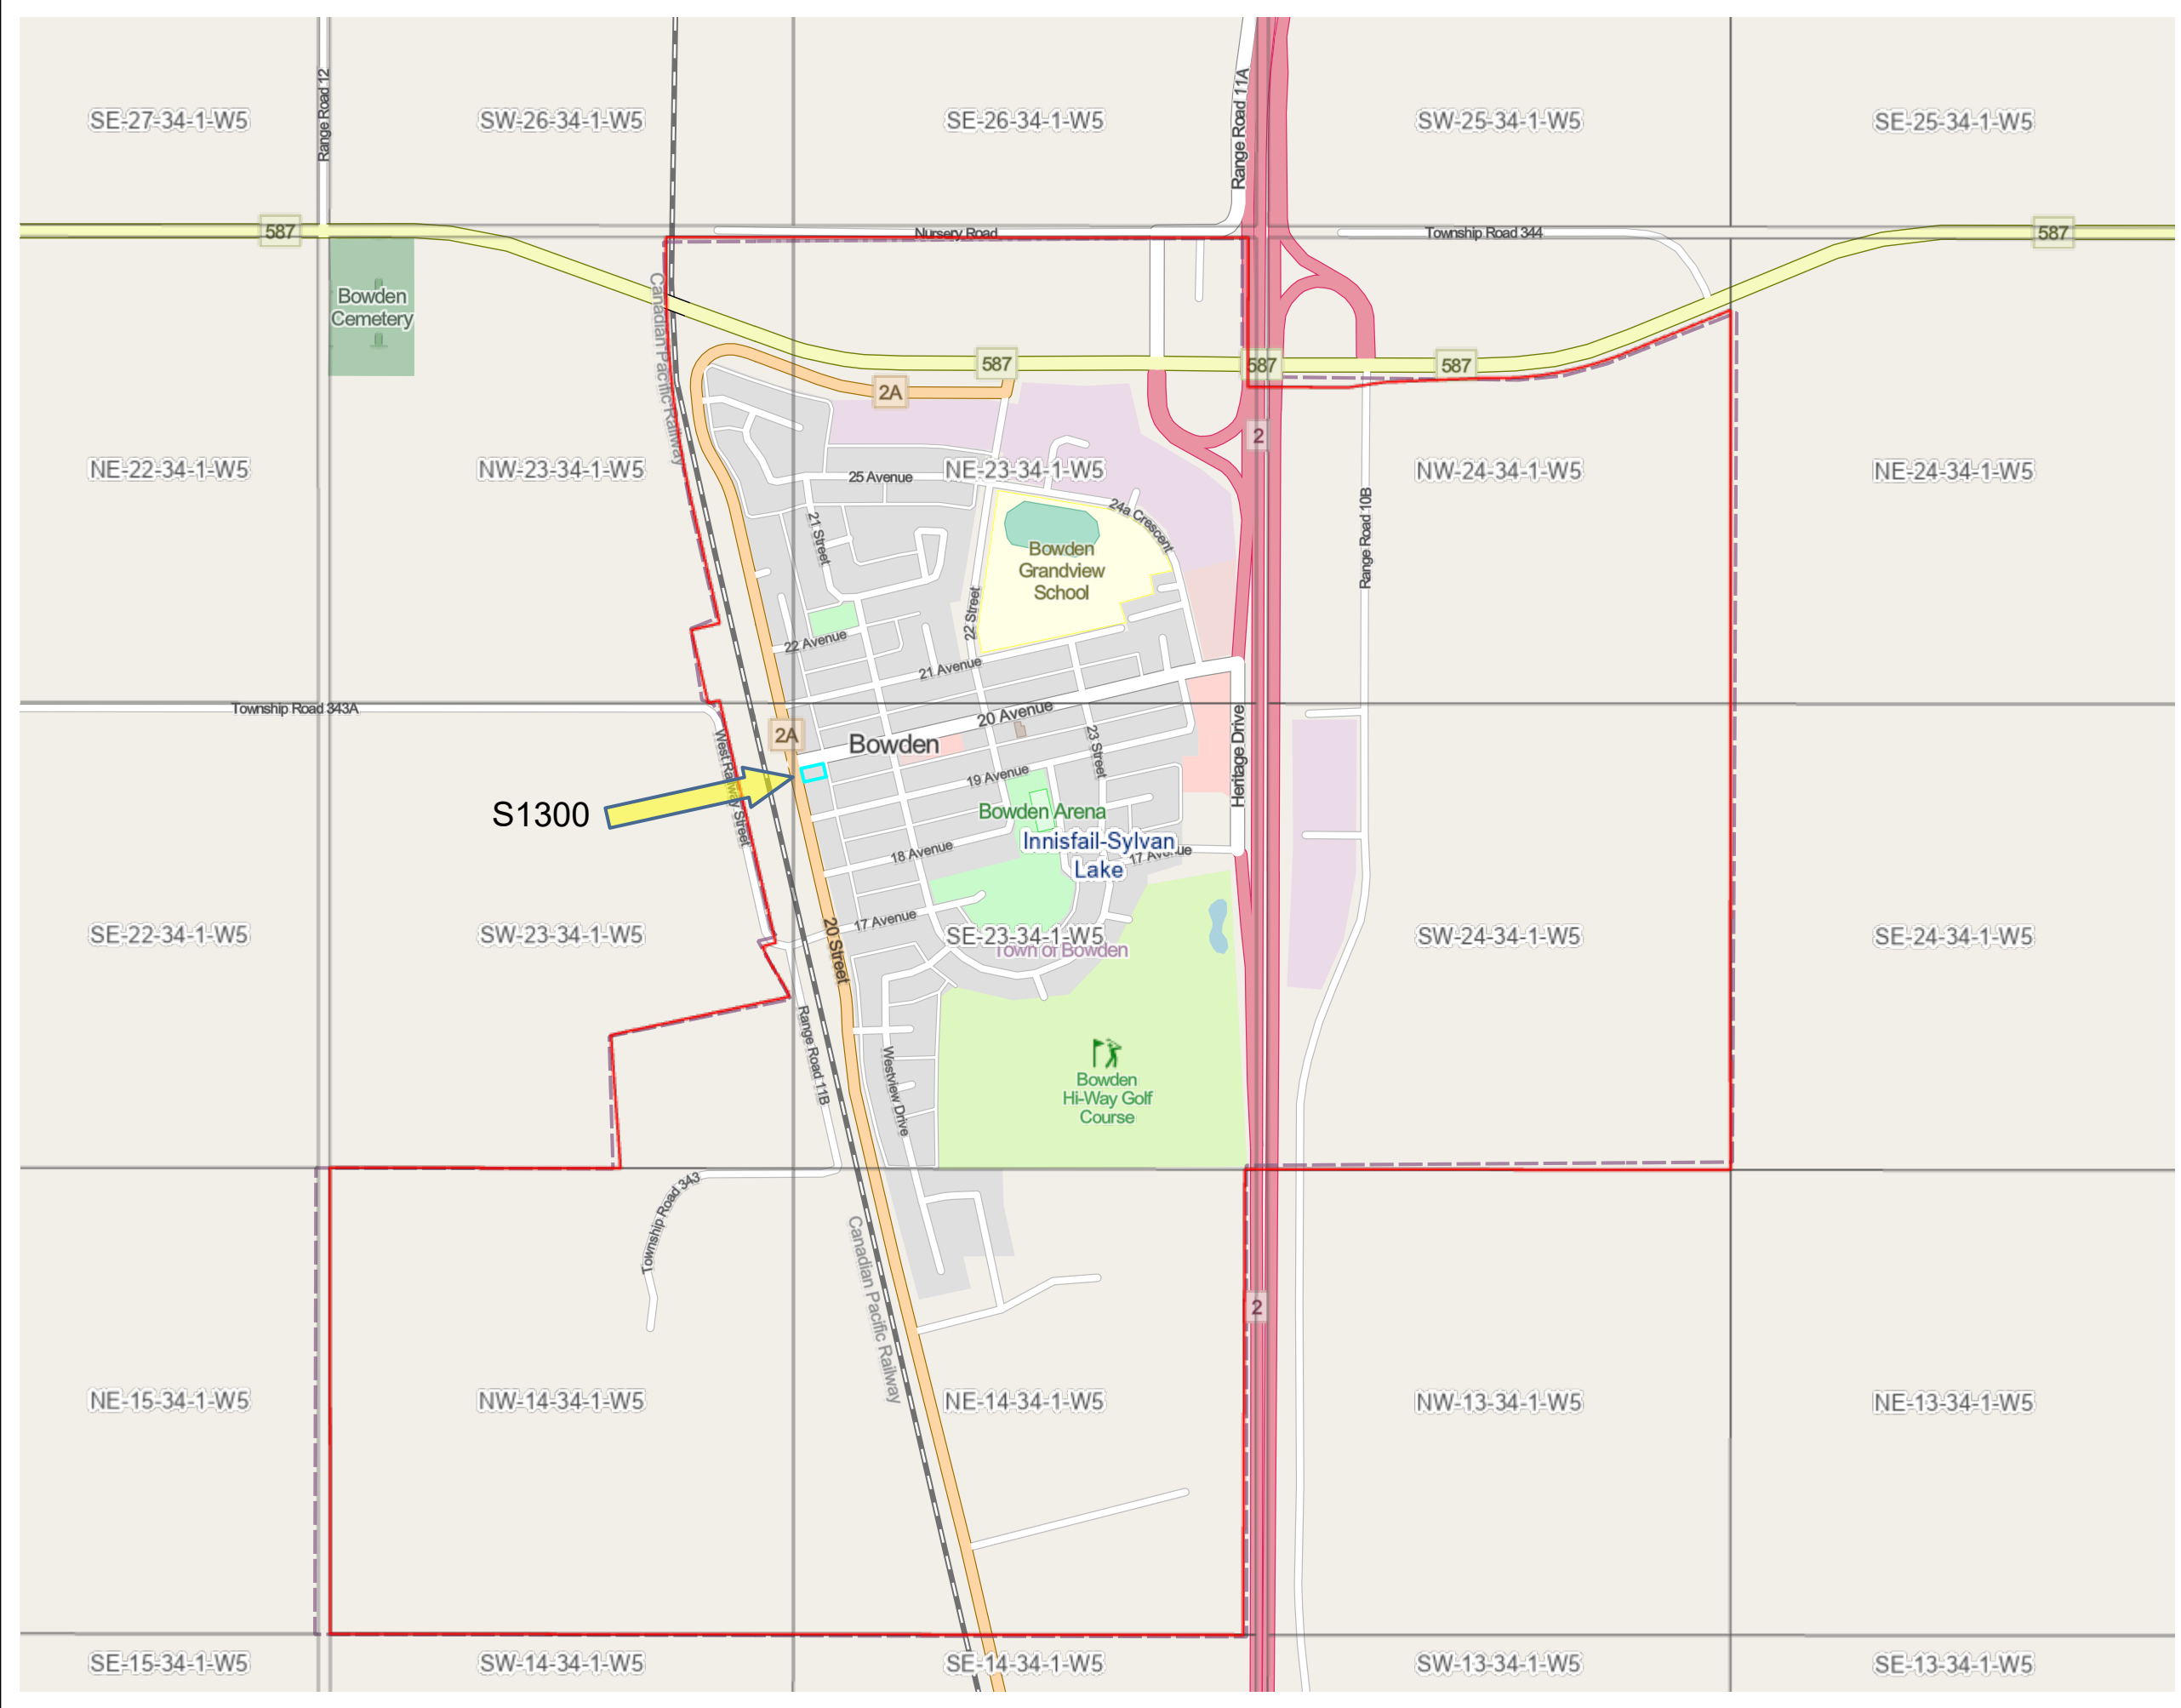 Range Road 12
Range Road 11A
SE-27-34-1-W5
SW-26-34-1-W5
SE-26-34-1-W5
SW-25-34-1-W5
SE-25-34-1-W5
587
Nursery Road
Township Road 344
587
Bowden
Cemetery
Canadian Pacific Railway
587
587
587
2A
2
NE-22-34-1-W5
NW-23-34-1-W5
NE-23-34-1-W5
NW-24-34-1-W5
NE-24-34-1-W5
25 Avenue
24a Crescent
21 Street
Range Road 10B
Bowden
Grandview
School
22 Street
22 Avenue
21 Avenue
Township Road 343A
20 Avenue
2A
Bowden
West Railway Street
23 Street
Heritage Drive
19 Avenue
S1300
Bowden Arena
Innisfail-Sylvan
Lake
18 Avenue
17 Avenue
17 Avenue
20 Street
SE-22-34-1-W5
SW-23-34-1-W5
SE-23-34-1-W5
SW-24-34-1-W5
SE-24-34-1-W5
Town of Bowden
Range Road 11B
Westview Drive
Bowden
Hi-Way Golf
Course
Township Road 343
Canadian Pacific Railway
2
NE-15-34-1-W5
NW-14-34-1-W5
NE-14-34-1-W5
NW-13-34-1-W5
NE-13-34-1-W5
SE-15-34-1-W5
SW-14-34-1-W5
SE-14-34-1-W5
SW-13-34-1-W5
SE-13-34-1-W5